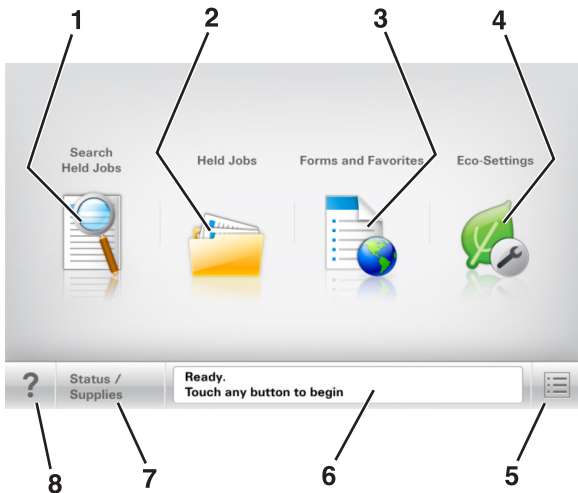 1 2 3 4
Search
Held Jobs
Held Jobs
Forms and Favorites
Eco-Settings
?
Status /
Supplies
Ready.
Touch any button to begin
8 7 6 5